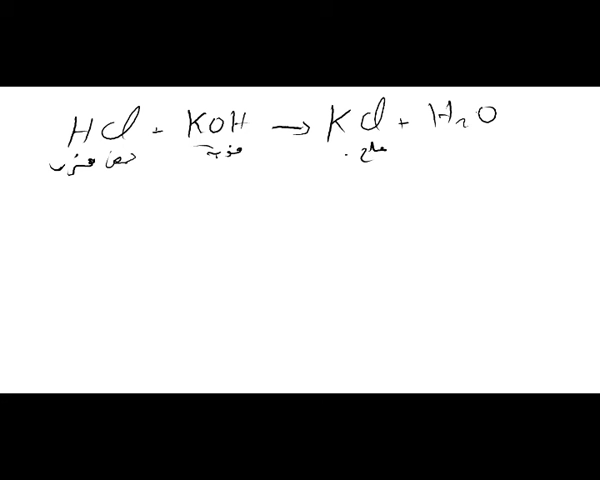 HCl + KOH → KCl + H₂O
حمض قوي قوية ملح